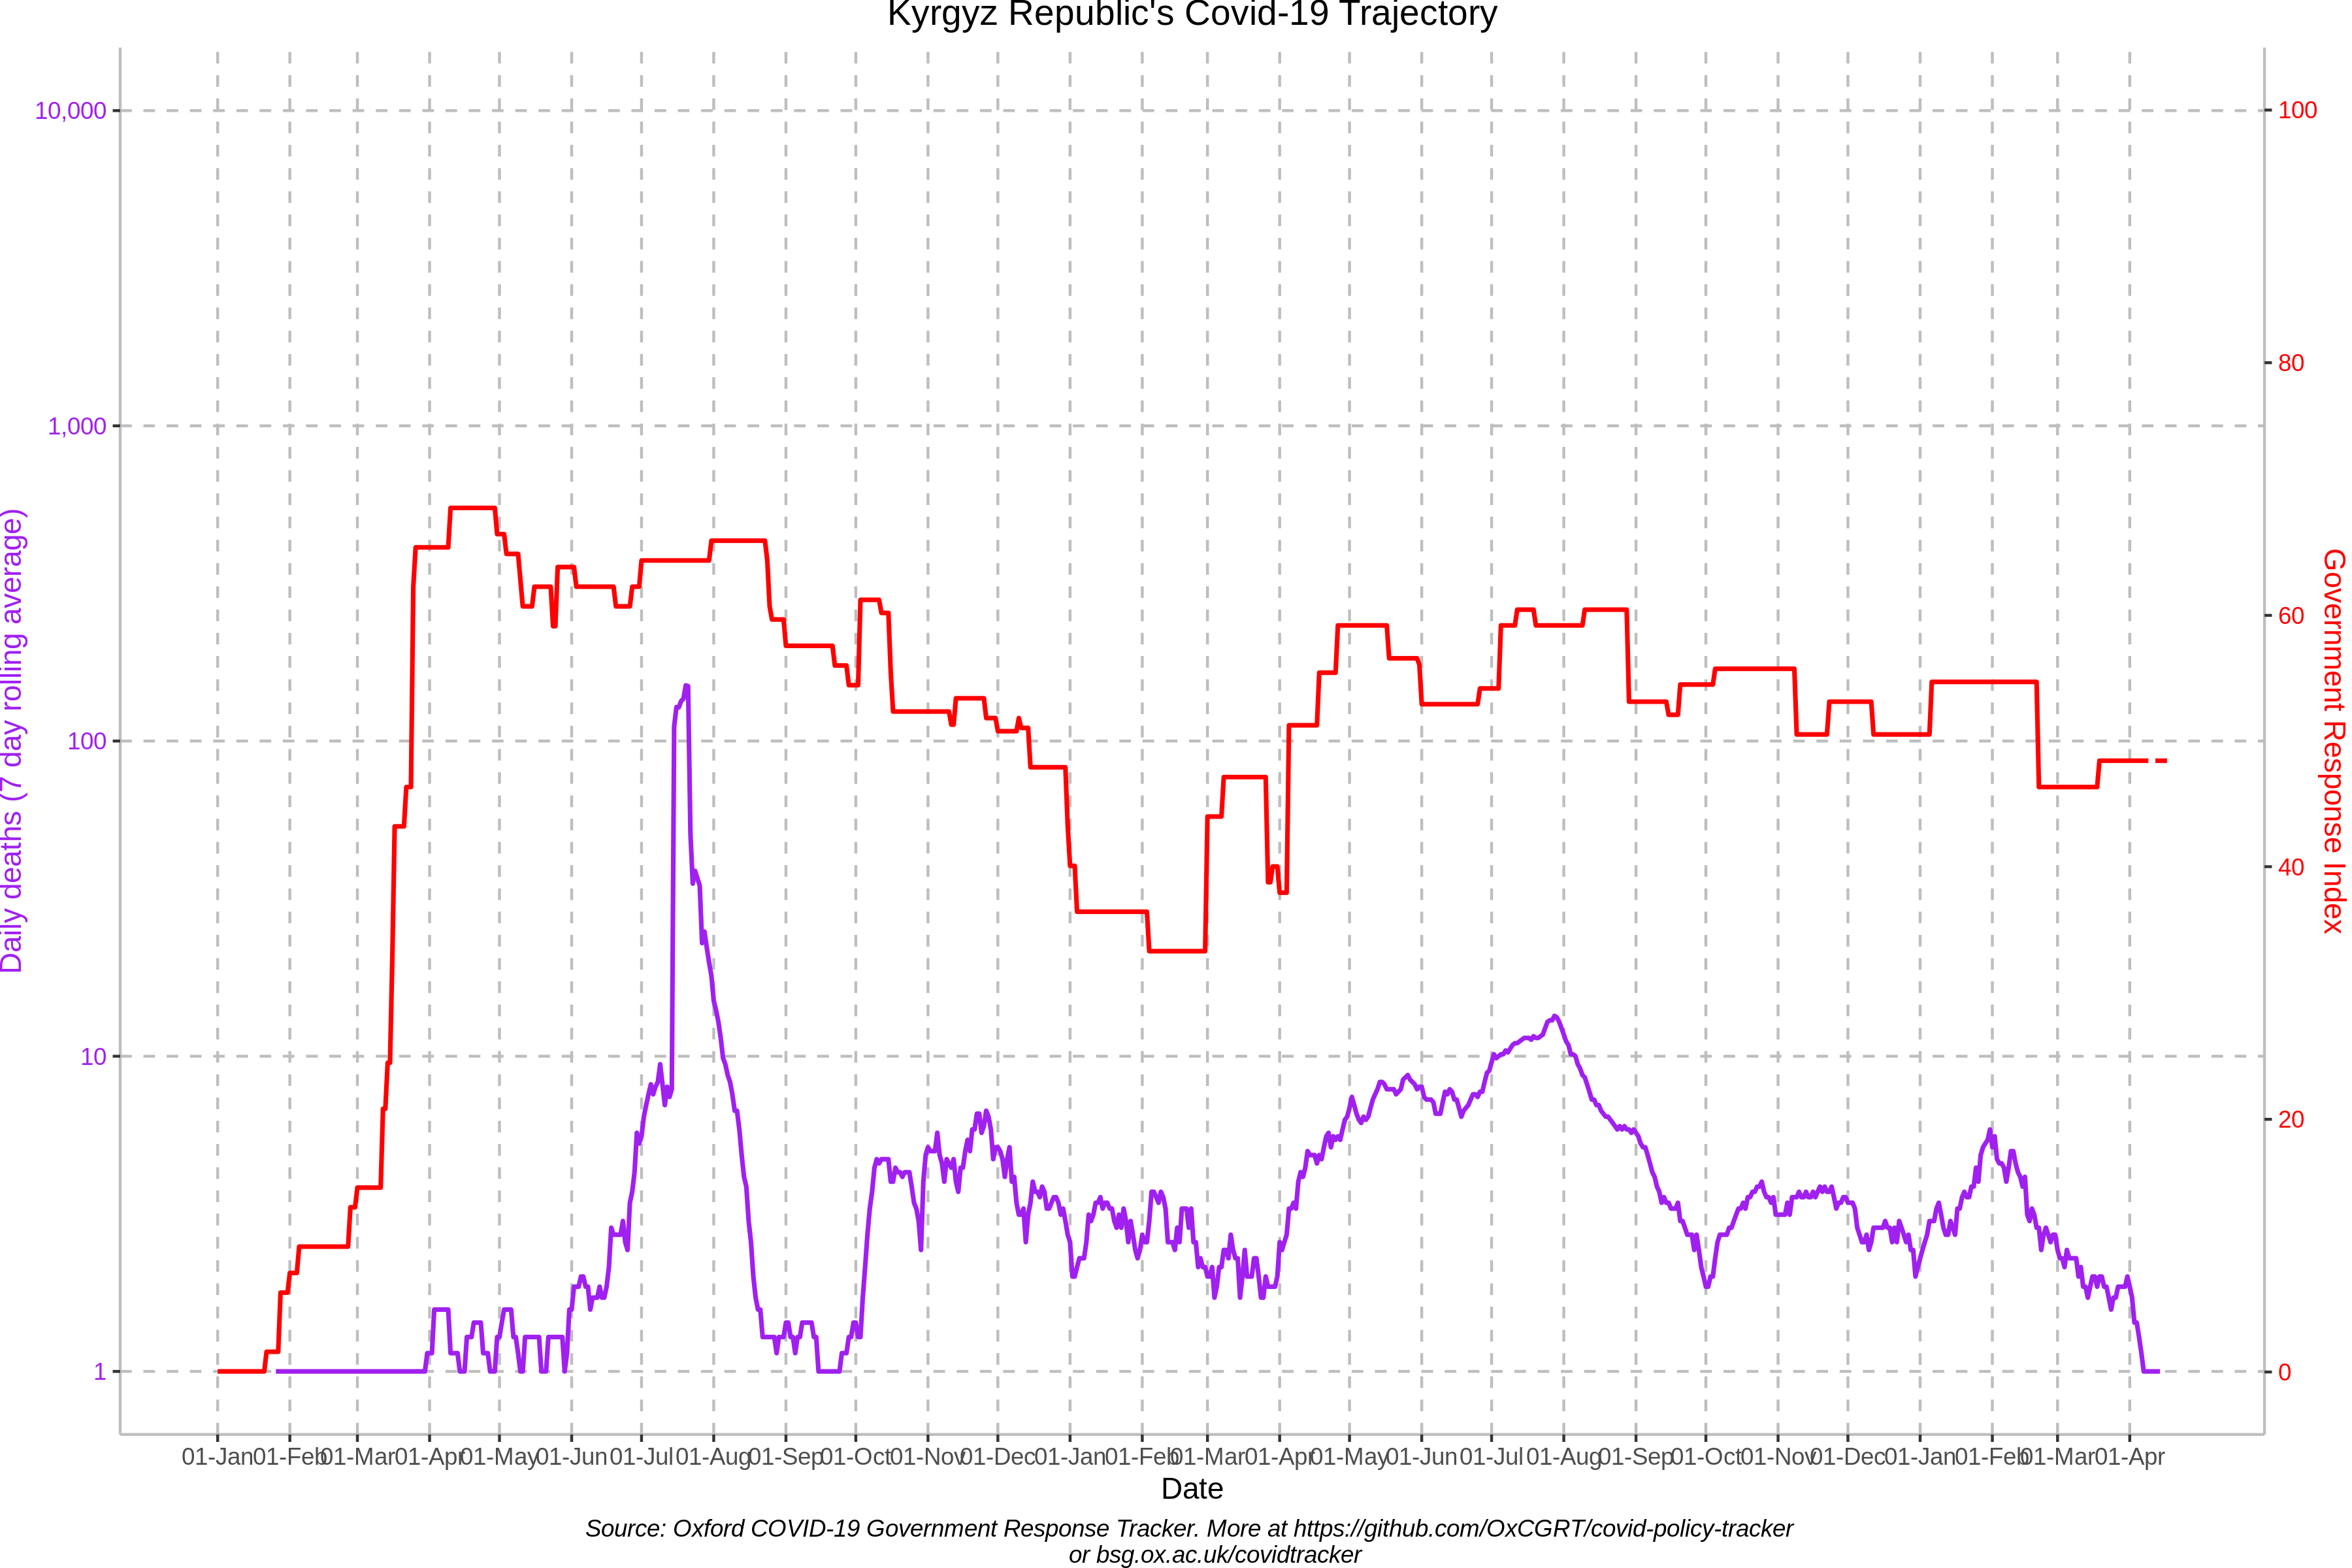 Kyrgyz Republic's Covid-19 Trajectory
10,000
1,000
100
10
1
Daily deaths (7 day rolling average)
100
80
60
40
20
0
Government Response Index
01-Jan 01-Feb 01-Mar 01-Apr 01-May 01-Jun 01-Jul 01-Aug 01-Sep 01-Oct 01-Nov 01-Dec 01-Jan 01-Feb 01-Mar 01-Apr 01-May 01-Jun 01-Jul 01-Aug 01-Sep 01-Oct 01-Nov 01-Dec 01-Jan 01-Feb 01-Mar 01-Apr
Date
Source: Oxford COVID-19 Government Response Tracker. More at https://github.com/OxCGRT/covid-policy-tracker
or bsg.ox.ac.uk/covidtracker